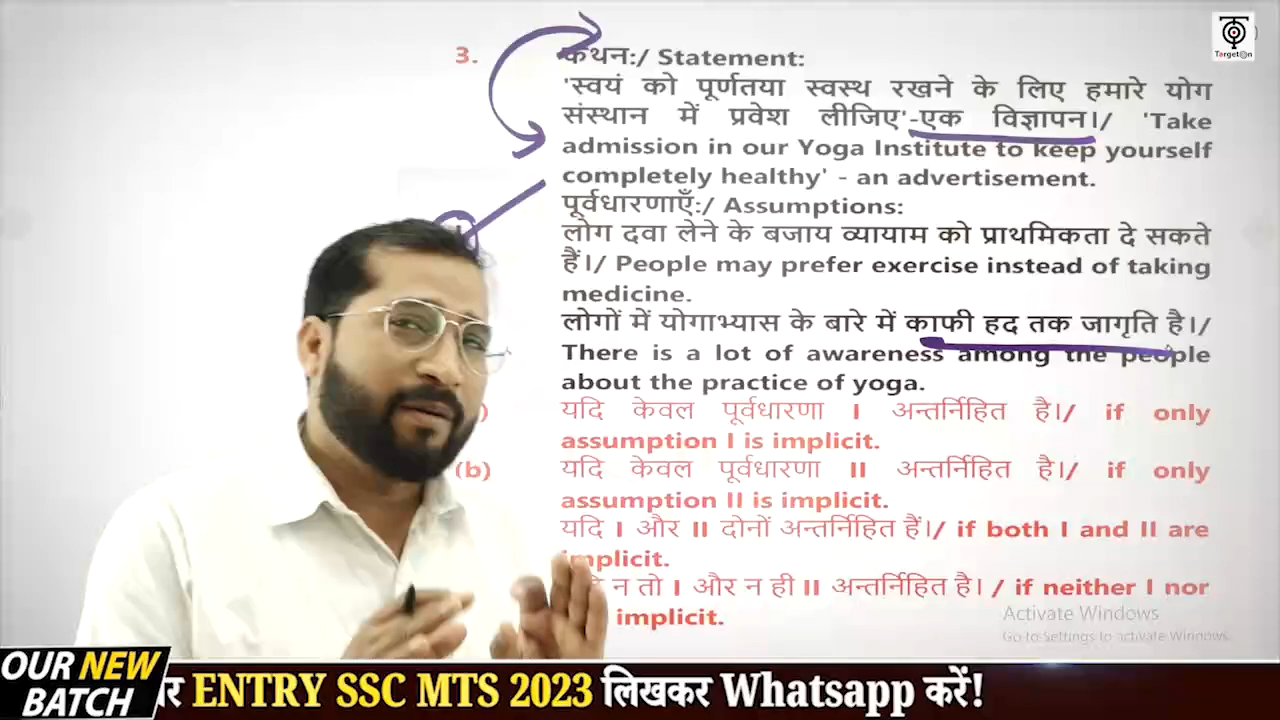 TargetOn
3. कथन:/ Statement:
'स्वयं को पूर्णतया स्वस्थ रखने के लिए हमारे योग
संस्थान में प्रवेश लीजिए'-एक विज्ञापन।/ 'Take
admission in our Yoga Institute to keep yourself
completely healthy' - an advertisement.
पूर्वधारणाएँ:/ Assumptions:
लोग दवा लेने के बजाय व्यायाम को प्राथमिकता दे सकते
हैं।/ People may prefer exercise instead of taking
medicine.
लोगों में योगाभ्यास के बारे में काफी हद तक जागृति है।/
There is a lot of awareness among the people
about the practice of yoga.
यदि केवल पूर्वधारणा I अन्तर्निहित है।/ if only
assumption I is implicit.
(b) यदि केवल पूर्वधारणा II अन्तर्निहित है।/ if only
assumption II is implicit.
यदि I और II दोनों अन्तर्निहित हैं।/ if both I and II are
implicit.
न तो I और न ही II अन्तर्निहित है। / if neither I nor
implicit.
Activate Windows
Go to Settings to activate Windows.
OUR NEW
BATCH
ENTRY SSC MTS 2023 लिखकर Whatsapp करें!